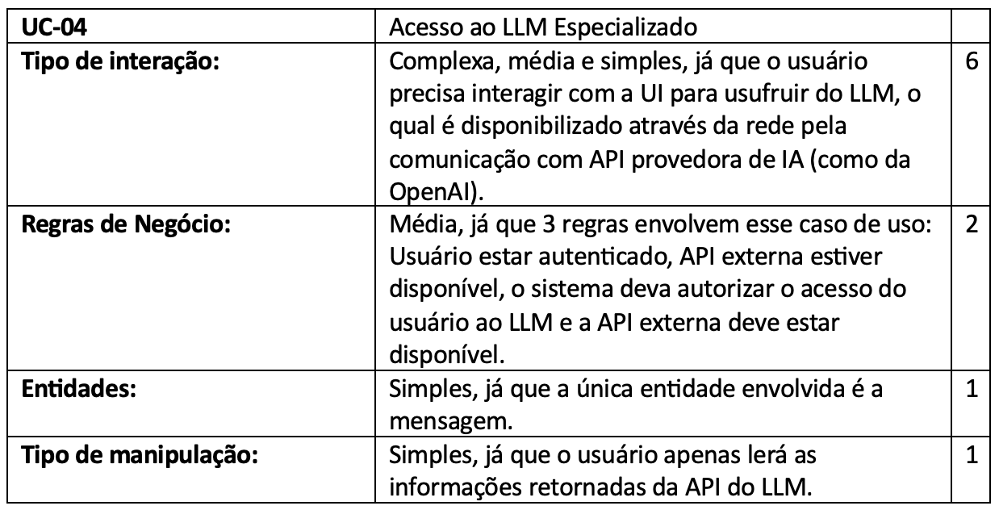 UC-04 Acesso ao LLM Especializado
Tipo de interação: Complexa, média e simples, já que o usuário 6
precisa interagir com a UI para usufruir do LLM, o
qual é disponibilizado através da rede pela
comunicação com API provedora de IA (como da
OpenAI).
Regras de Negócio: Média, já que 3 regras envolvem esse caso de uso: 2
Usuário estar autenticado, API externa estiver
disponível, o sistema deva autorizar o acesso do
usuário ao LLM e a API externa deve estar
disponível.
Entidades: Simples, já que a única entidade envolvida é a 1
mensagem.
Tipo de manipulação: Simples, já que o usuário apenas lerá as 1
informações retornadas da API do LLM.